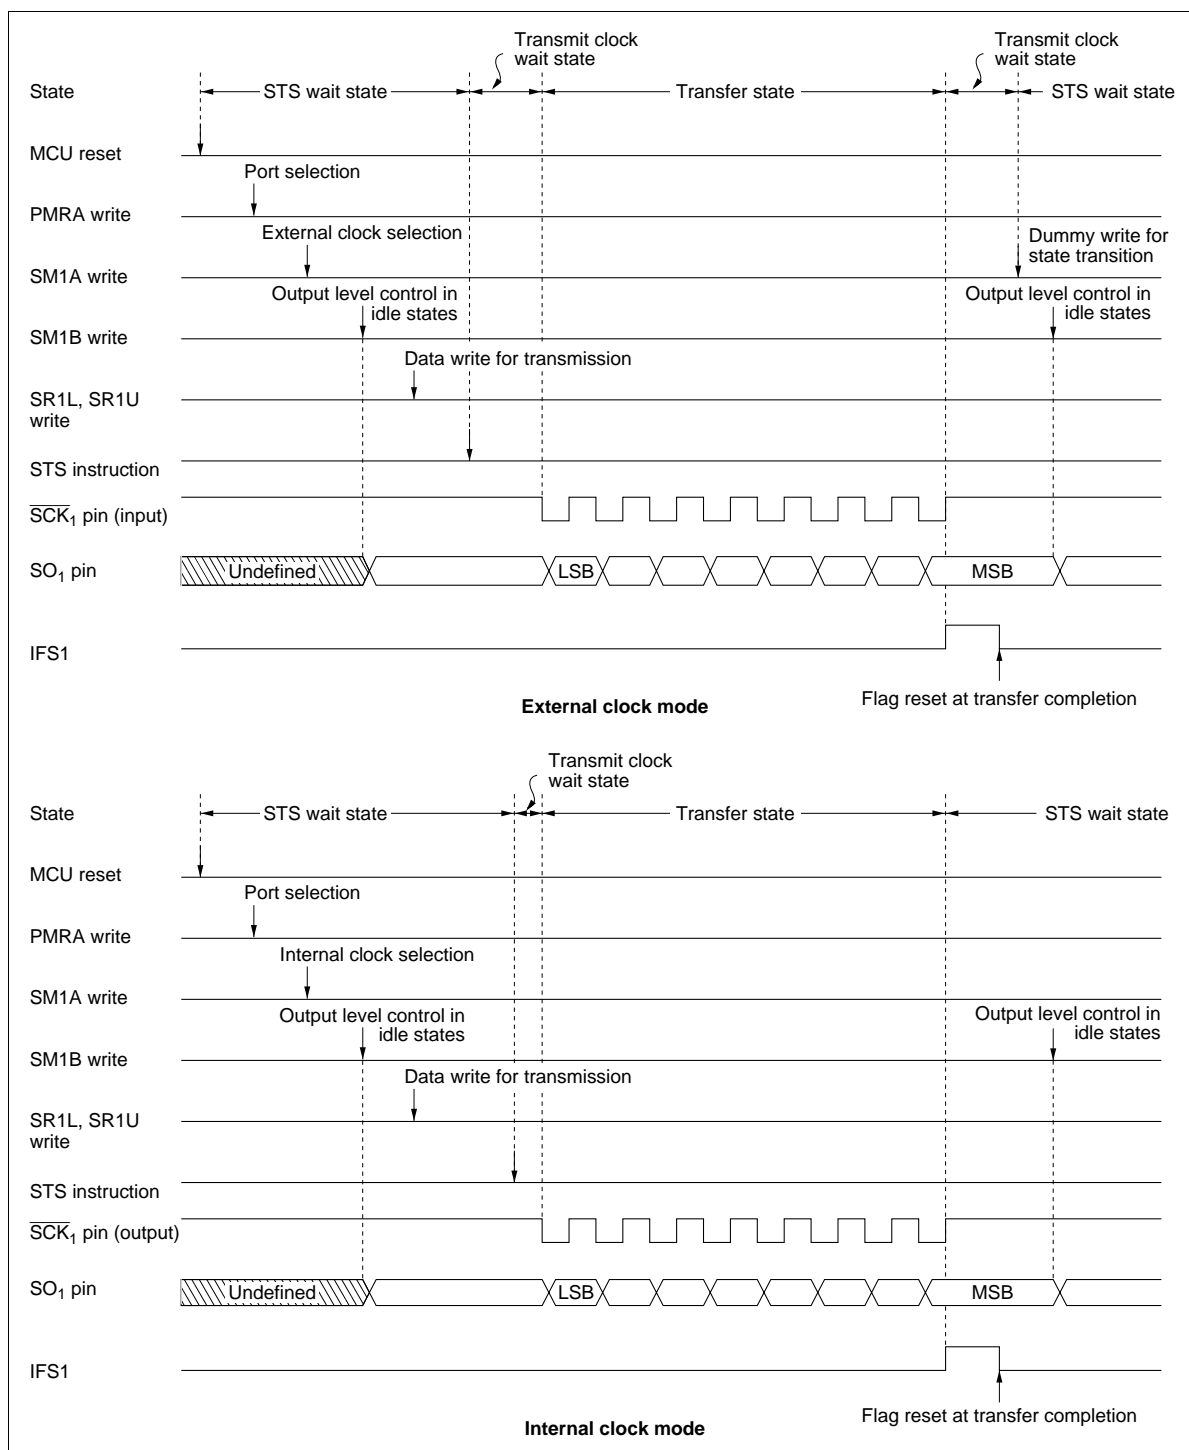 Transmit clock
wait state
Transmit clock
wait state
State
STS wait state
Transfer state
STS wait state
MCU reset
Port selection
PMRA write
External clock selection
Dummy write for
state transition
SM1A write
Output level control in
idle states
Output level control in
idle states
SM1B write
Data write for transmission
SR1L, SR1U
write
STS instruction
S̅C̅K̅₁ pin (input)
SO₁ pin
Undefined
LSB
MSB
IFS1
Flag reset at transfer completion
External clock mode
Transmit clock
wait state
State
STS wait state
Transfer state
STS wait state
MCU reset
Port selection
PMRA write
Internal clock selection
SM1A write
Output level control in
idle states
Output level control in
idle states
SM1B write
Data write for transmission
SR1L, SR1U
write
STS instruction
S̅C̅K̅₁ pin (output)
SO₁ pin
Undefined
LSB
MSB
IFS1
Flag reset at transfer completion
Internal clock mode